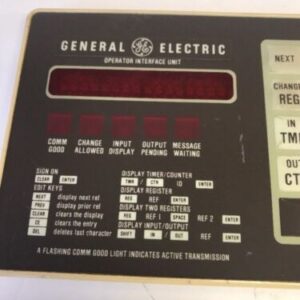 GENERAL GE ELECTRIC
OPERATOR INTERFACE UNIT
COMM GOOD
CHANGE ALLOWED
INPUT DISPLAY
OUTPUT PENDING
MESSAGE WAITING
SIGN ON
CLEAR ENTER
EDIT KEYS
NEXT display next ref
PREV display prior ref
CLEAR clears the display
CE clears the entry
DEL deletes last character
DISPLAY TIMER/COUNTER
TMR / CTR ID ENTER
DISPLAY REGISTER
REG REF ENTER
DISPLAY TWO REGISTERS
REG REF 1 SPACE REF 2 ENTER
DISPLAY INPUT/OUTPUT
SHIFT IN / OUT REF ENTER
A FLASHING COMM GOOD LIGHT INDICATES ACTIVE TRANSMISSION
NEXT
CHANGE
REG
IN
TMR
OUT
CT